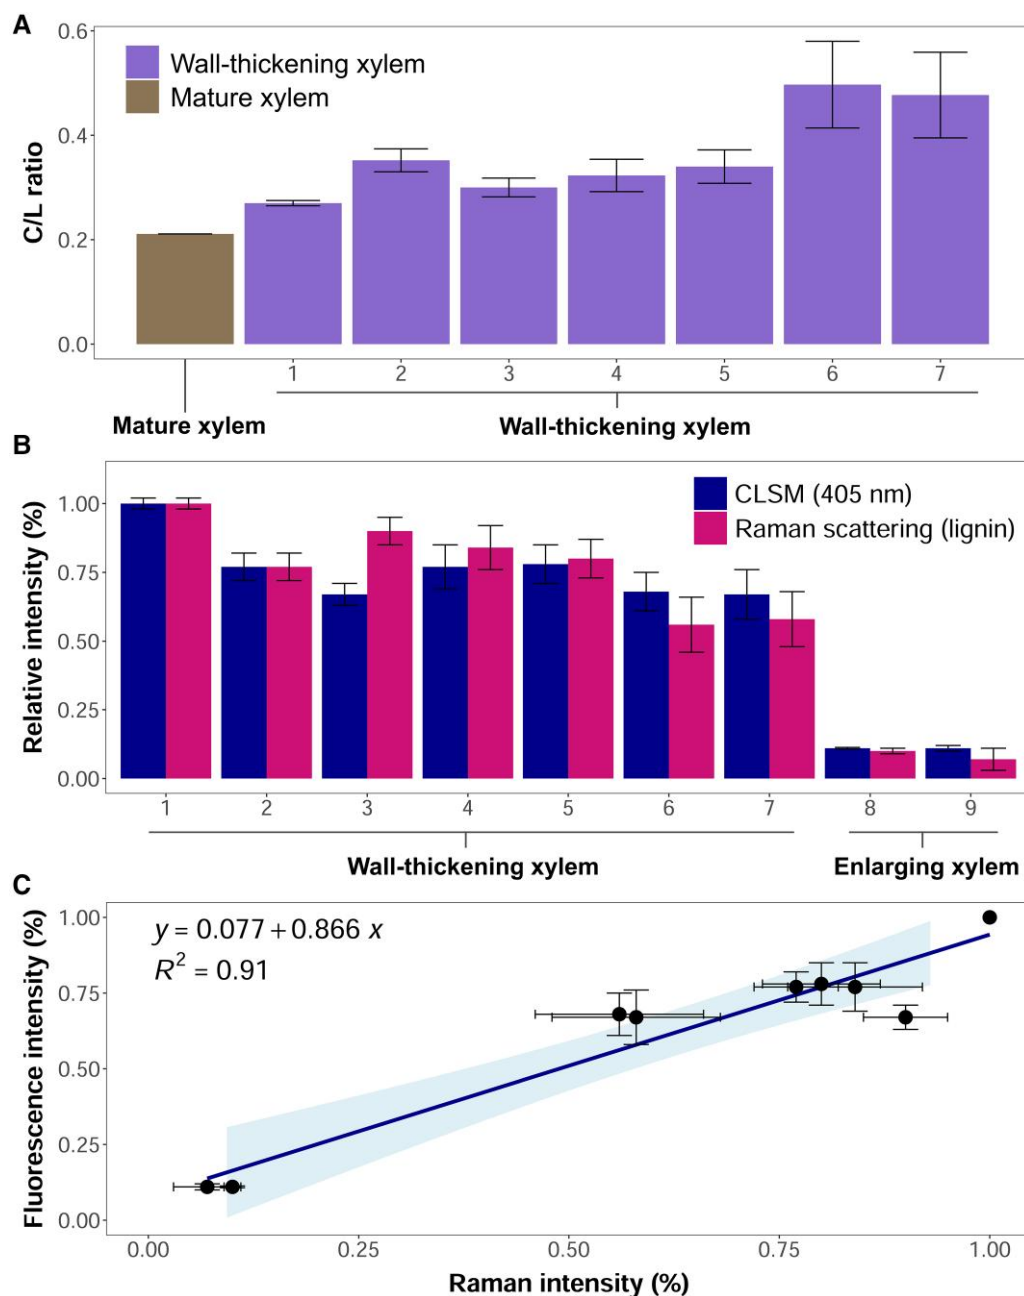 A
0.6
Wall-thickening xylem
Mature xylem
0.4
C/L ratio
0.2
0.0
1 2 3 4 5 6 7
Mature xylem
Wall-thickening xylem
B
CLSM (405 nm)
Raman scattering (lignin)
1.00
0.75
Relative intensity (%)
0.50
0.25
0.00
1 2 3 4 5 6 7 8 9
Wall-thickening xylem
Enlarging xylem
C
y = 0.077 + 0.866 x
R² = 0.91
1.00
0.75
Fluorescence intensity (%)
0.50
0.25
0.00
0.00 0.25 0.50 0.75 1.00
Raman intensity (%)